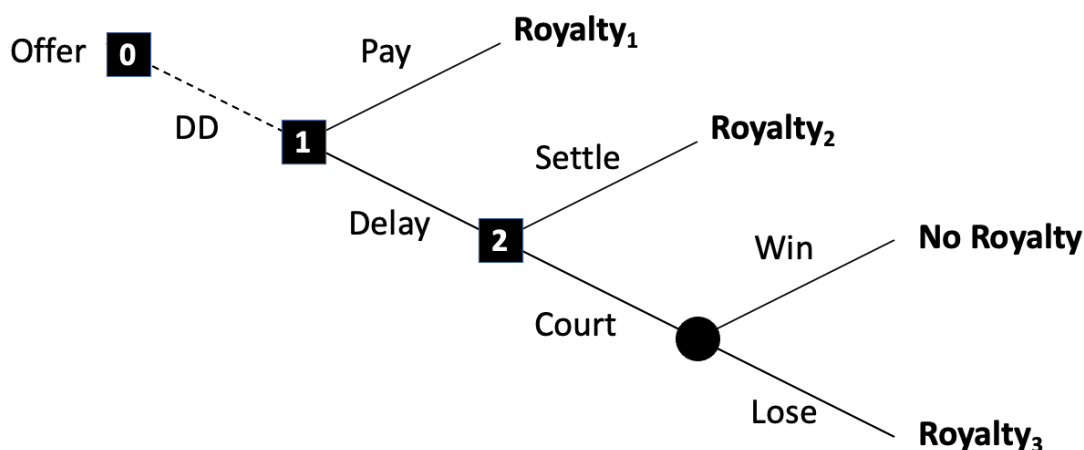 Offer 0
Pay
Royalty₁
DD
1
Settle
Royalty₂
Delay
2
Win
No Royalty
Court
Lose
Royalty₃